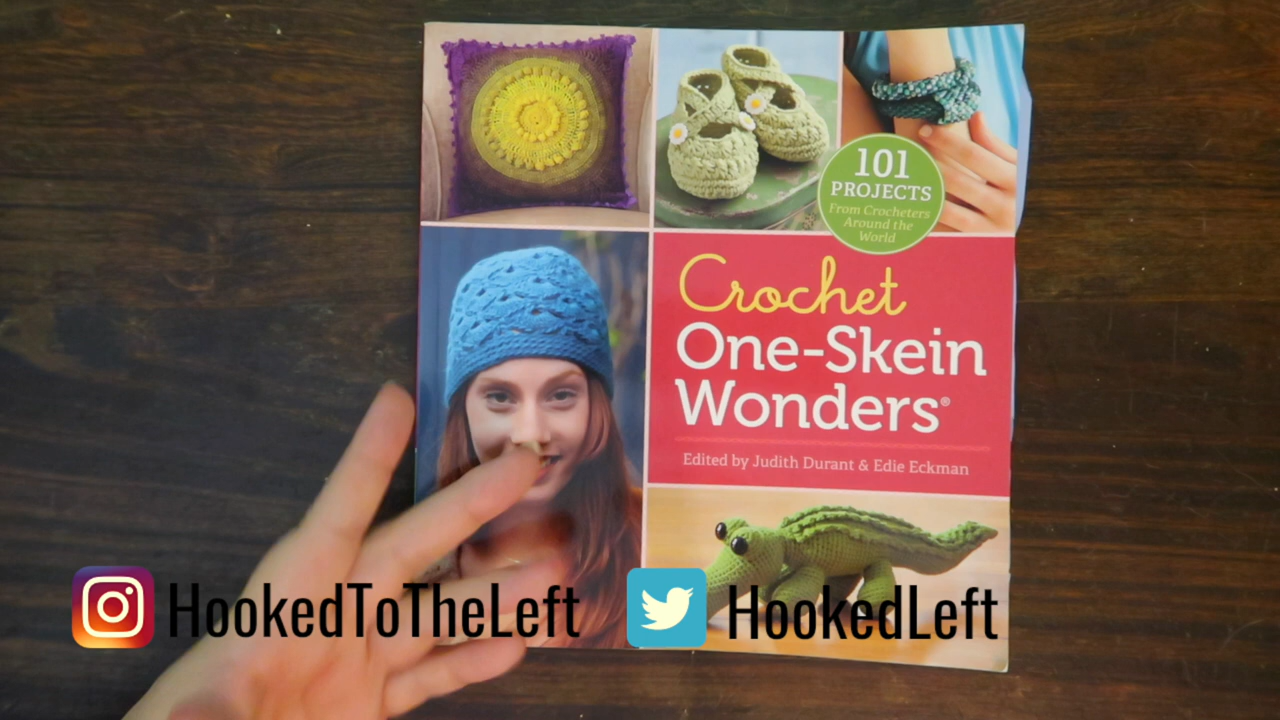 101
PROJECTS
From Crocheters
Around the
World
Crochet
One-Skein
Wonders®
Edited by Judith Durant & Edie Eckman
HookedToTheLeft
HookedLeft